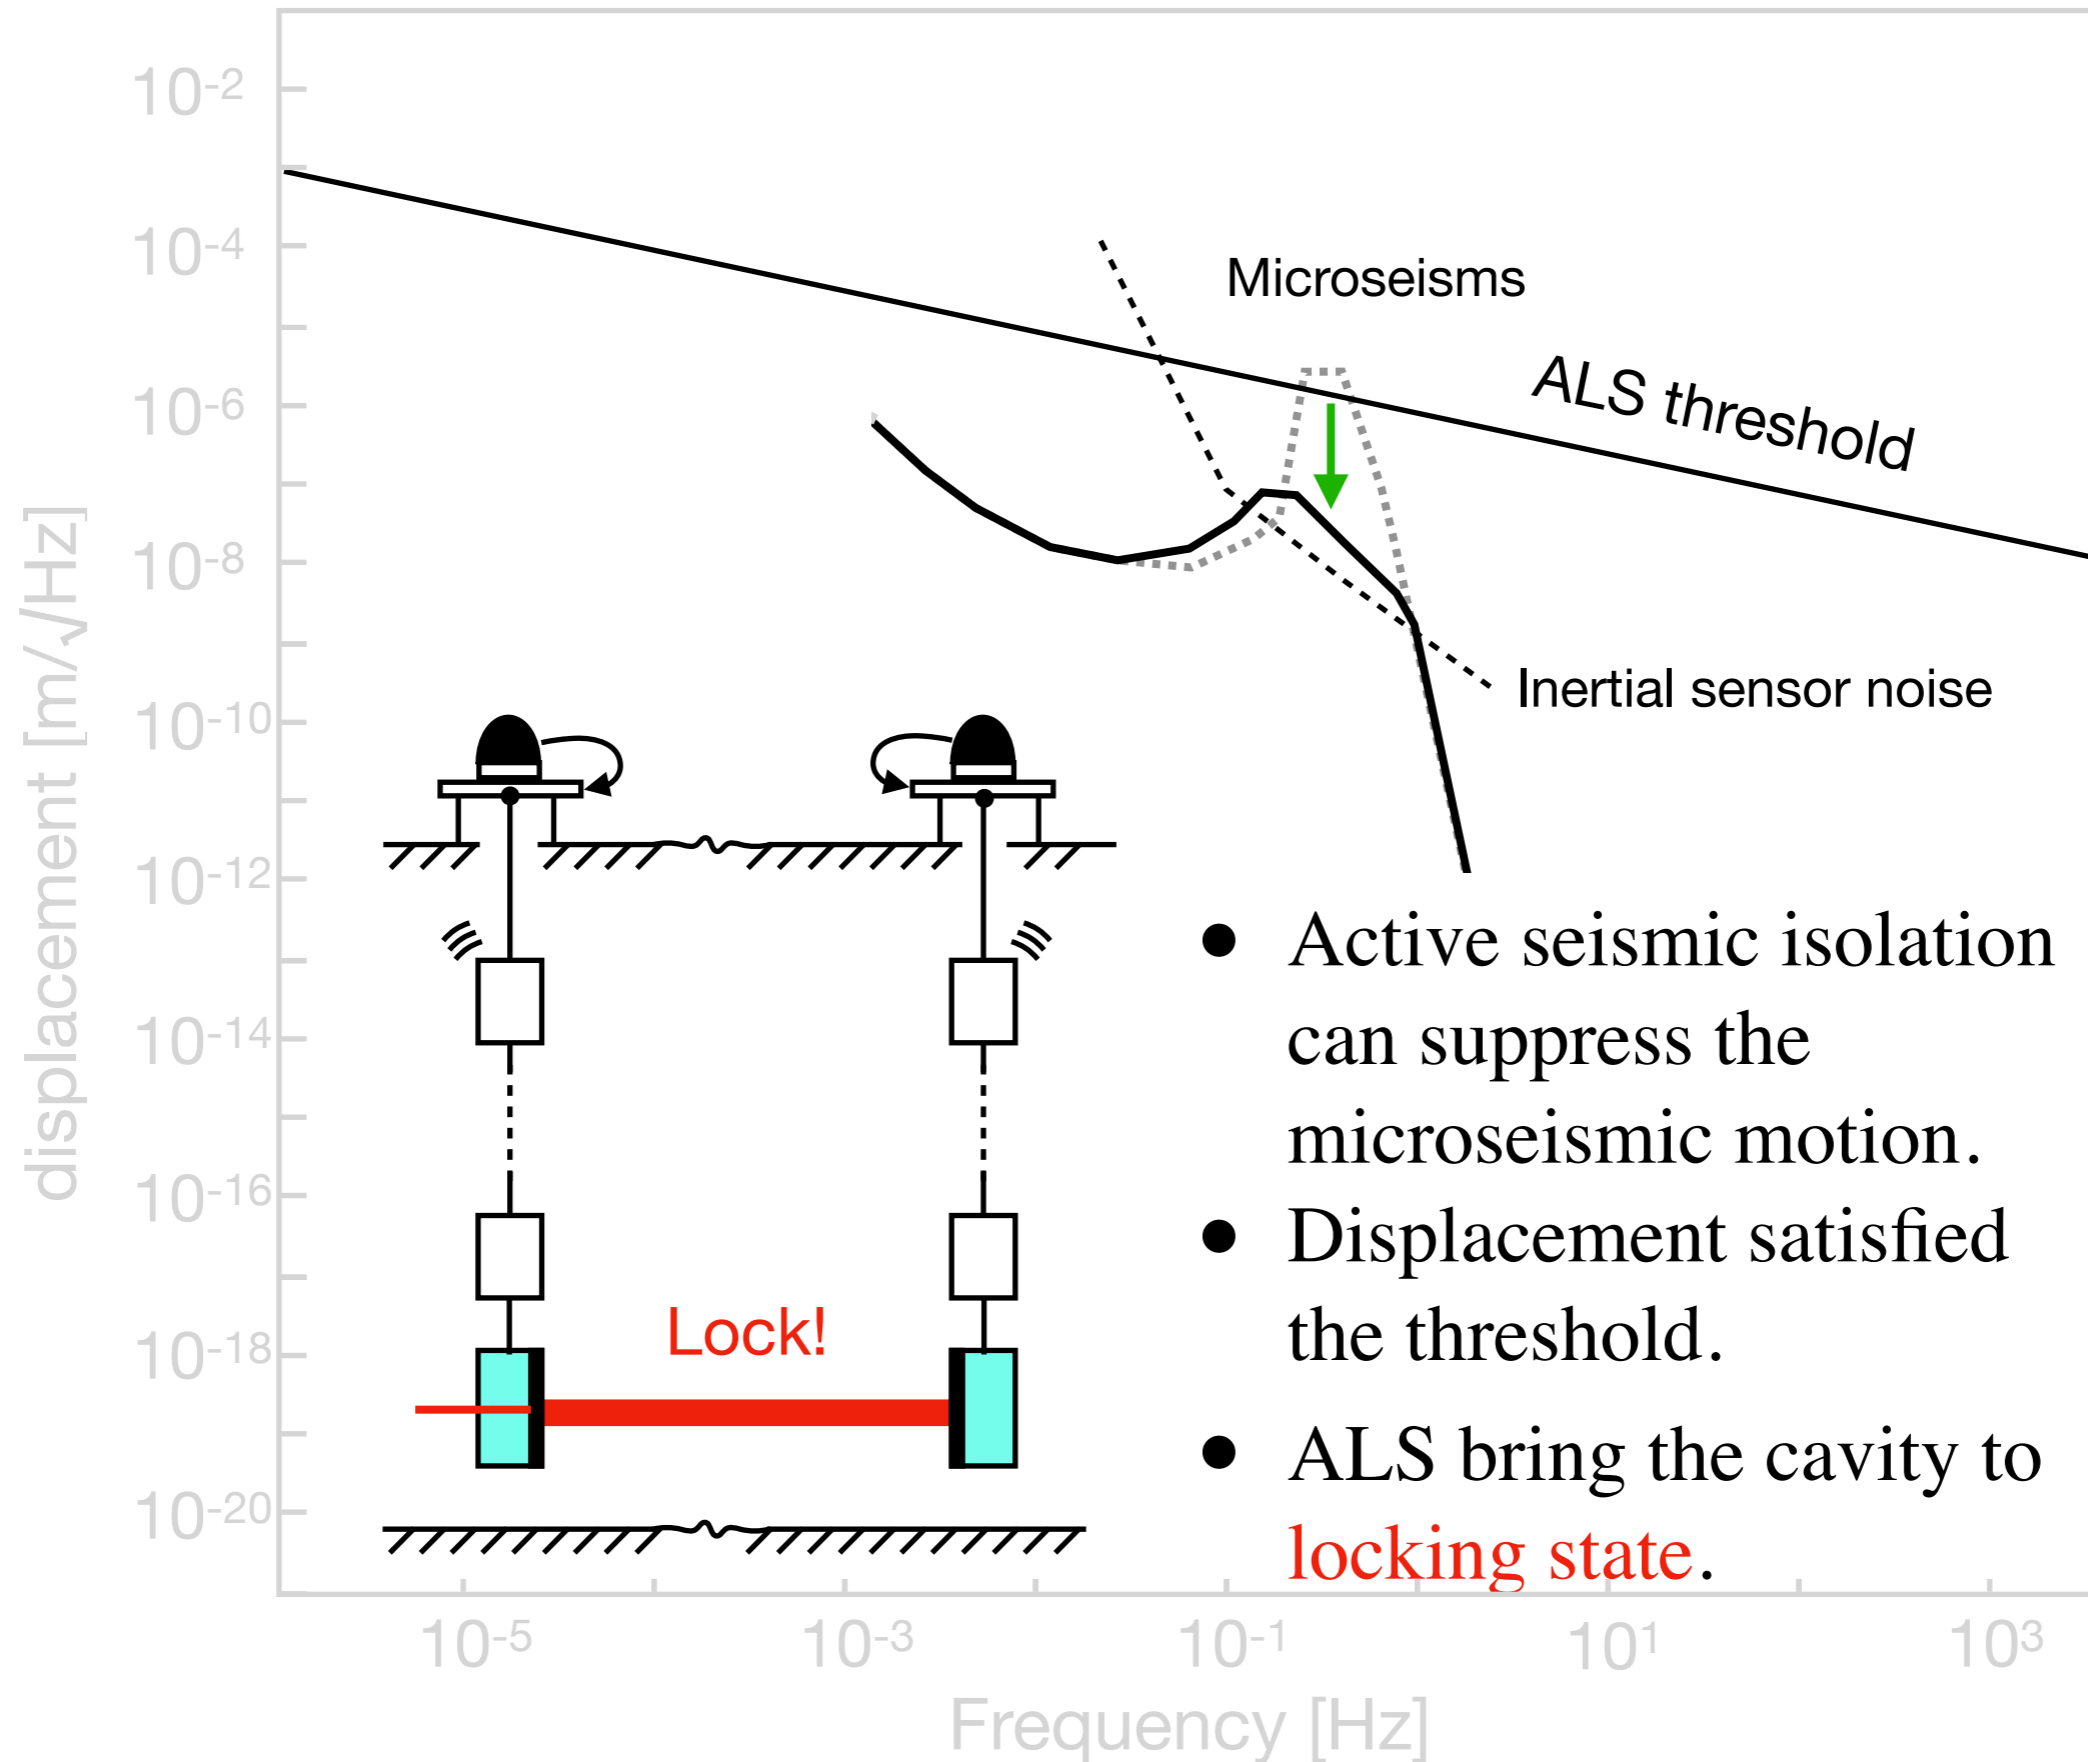 10-2
10-4
10-6
10-8
10-10
10-12
10-14
10-16
10-18
10-20
displacement [m/√Hz]
Microseisms
ALS threshold
Inertial sensor noise
Lock!
• Active seismic isolation
can suppress the
microseismic motion.
• Displacement satisfied
the threshold.
• ALS bring the cavity to
locking state.
10-5
10-3
10-1
101
103
Frequency [Hz]